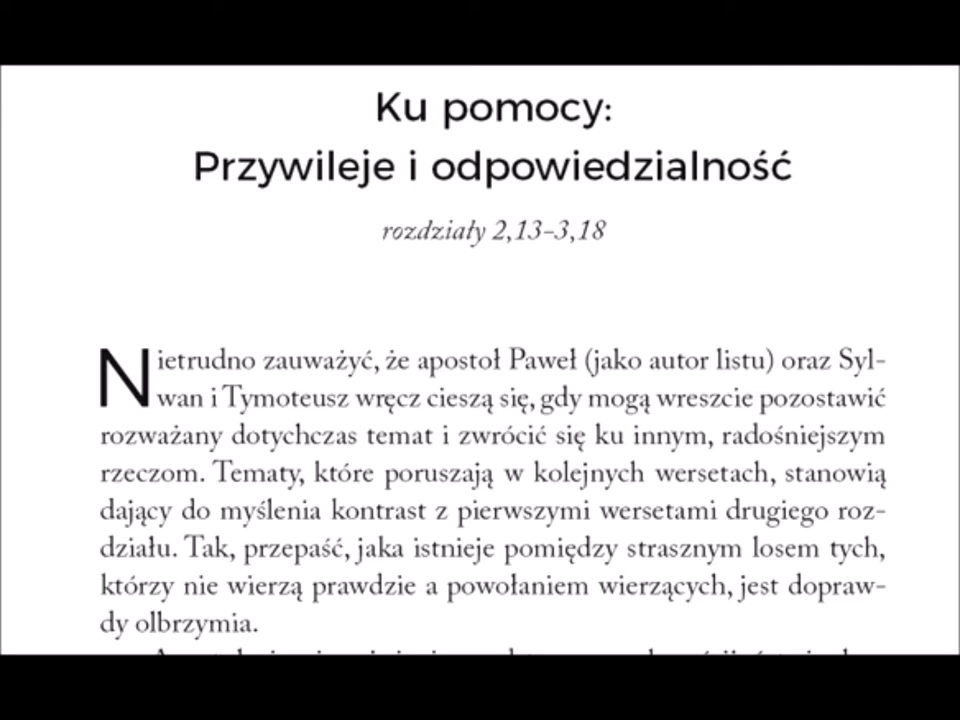 Ku pomocy:
Przywileje i odpowiedzialność
rozdziały 2,13–3,18
Nietrudno zauważyć, że apostoł Paweł (jako autor listu) oraz Syl-
wan i Tymoteusz wręcz cieszą się, gdy mogą wreszcie pozostawić
rozważany dotychczas temat i zwrócić się ku innym, radośniejszym
rzeczom. Tematy, które poruszają w kolejnych wersetach, stanowią
dający do myślenia kontrast z pierwszymi wersetami drugiego roz-
działu. Tak, przepaść, jaka istnieje pomiędzy strasznym losem tych,
którzy nie wierzą prawdzie a powołaniem wierzących, jest dopraw-
dy olbrzymia.